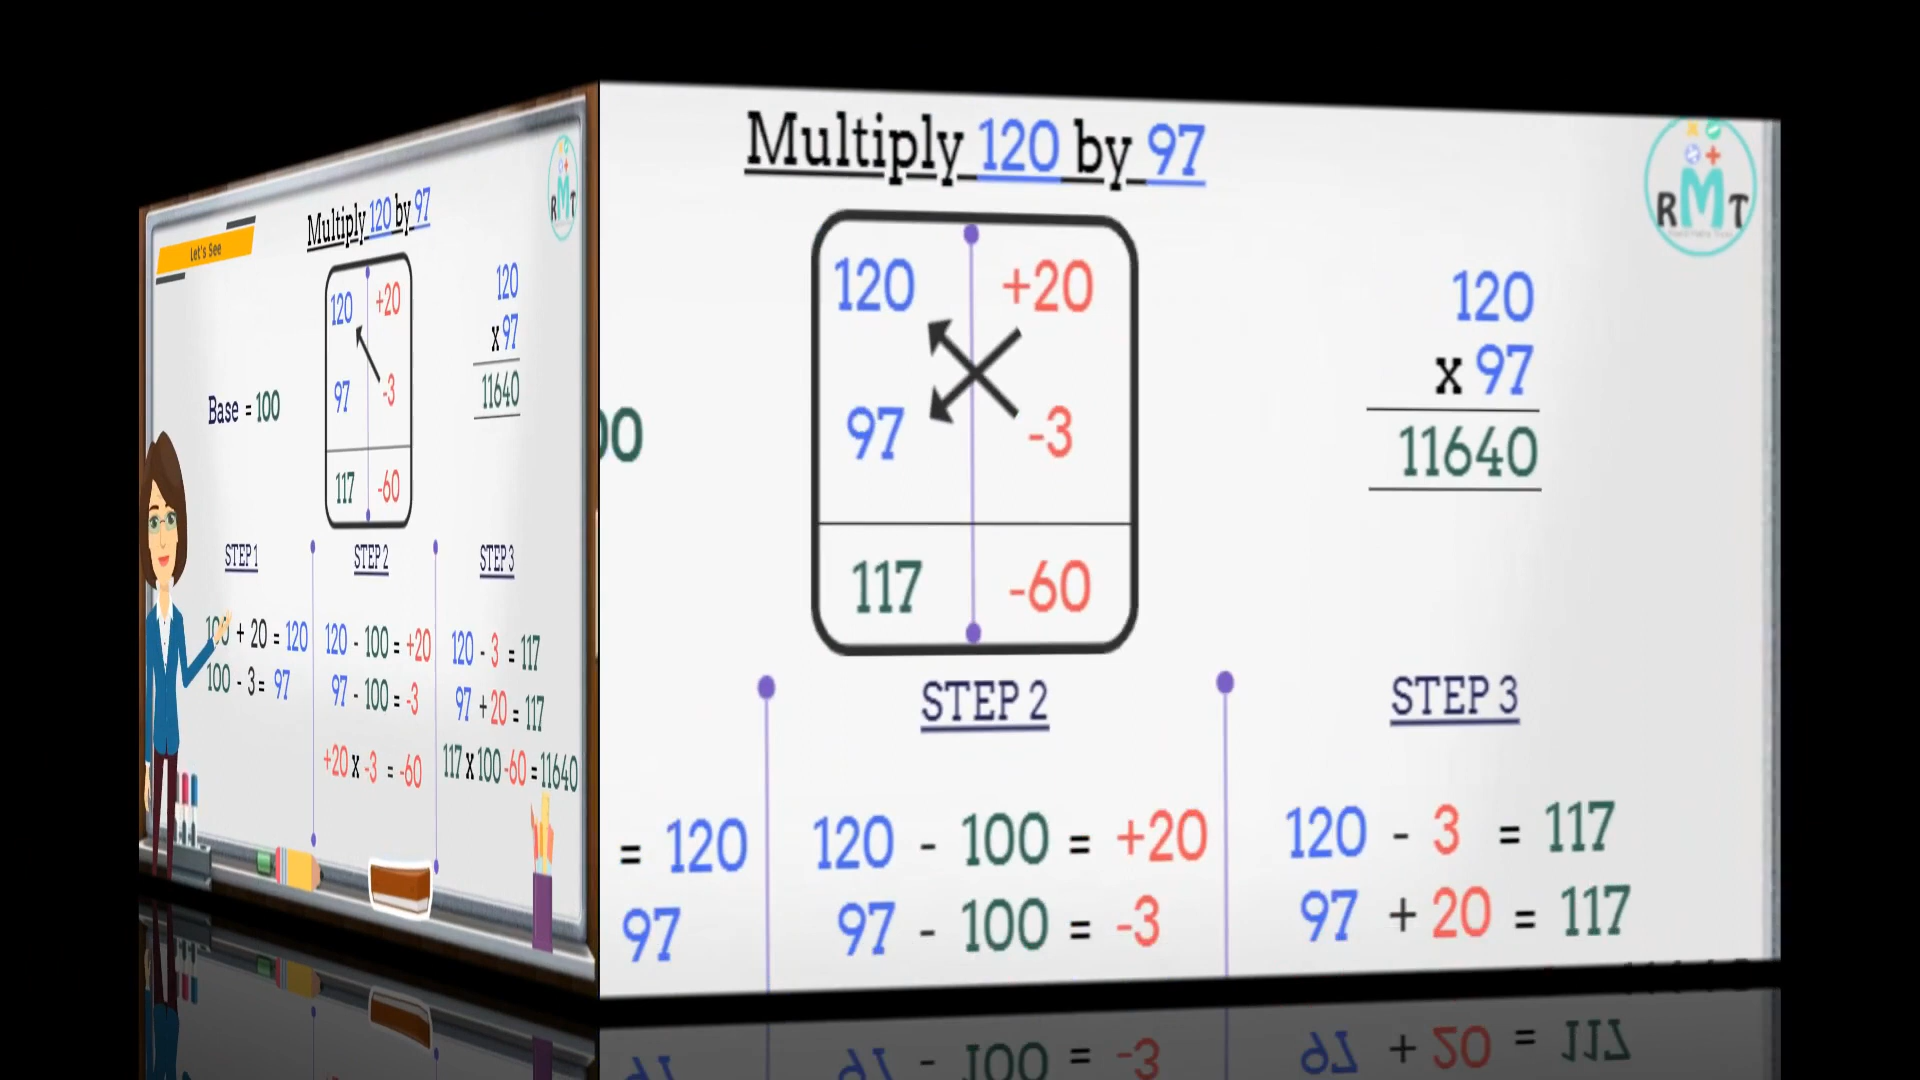 Let's See
Multiply 120 by 97
RMT
120 +20
97 -3
117 -60
120
x 97
11640
Base = 100
STEP 1
100 + 20 = 120
100 - 3 = 97
STEP 2
120 - 100 = +20
97 - 100 = -3
+20 x -3 = -60
STEP 3
120 - 3 = 117
97 + 20 = 117
117 x 100 -60 = 11640
Multiply 120 by 97
RMT
120 +20
97 -3
117 -60
00
120
x 97
11640
= 120
97
STEP 2
120 - 100 = +20
97 - 100 = -3
STEP 3
120 - 3 = 117
97 + 20 = 117